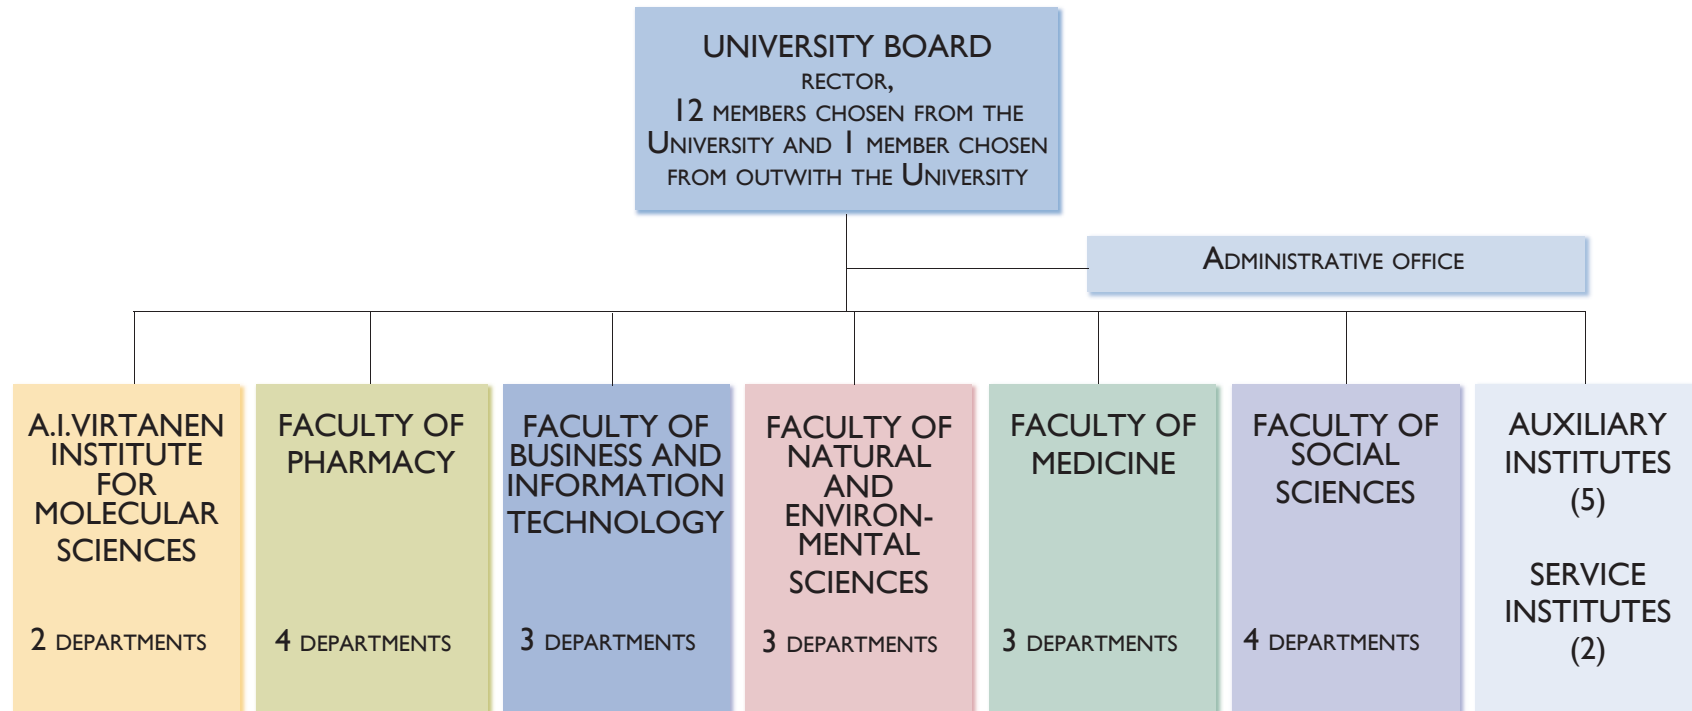 UNIVERSITY BOARD
RECTOR,
12 MEMBERS CHOSEN FROM THE
UNIVERSITY AND 1 MEMBER CHOSEN
FROM OUTWITH THE UNIVERSITY
ADMINISTRATIVE OFFICE
A.I.VIRTANEN
INSTITUTE
FOR
MOLECULAR
SCIENCES
2 DEPARTMENTS
FACULTY OF
PHARMACY
4 DEPARTMENTS
FACULTY OF
BUSINESS AND
INFORMATION
TECHNOLOGY
3 DEPARTMENTS
FACULTY OF
NATURAL
AND
ENVIRON-
MENTAL
SCIENCES
3 DEPARTMENTS
FACULTY OF
MEDICINE
3 DEPARTMENTS
FACULTY OF
SOCIAL
SCIENCES
4 DEPARTMENTS
AUXILIARY
INSTITUTES
(5)
SERVICE
INSTITUTES
(2)